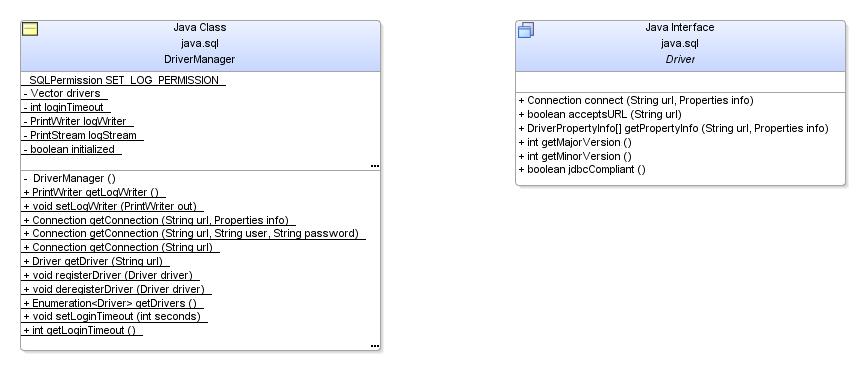 Java Class
java.sql
DriverManager
SQLPermission SET_LOG_PERMISSION
- Vector drivers
- int loginTimeout
- PrintWriter logWriter
- PrintStream logStream
- boolean initialized
...
- DriverManager ()
+ PrintWriter getLogWriter ()
+ void setLogWriter (PrintWriter out)
+ Connection getConnection (String url, Properties info)
+ Connection getConnection (String url, String user, String password)
+ Connection getConnection (String url)
+ Driver getDriver (String url)
+ void registerDriver (Driver driver)
+ void deregisterDriver (Driver driver)
+ Enumeration<Driver> getDrivers ()
+ void setLoginTimeout (int seconds)
+ int getLoginTimeout ()
...
Java Interface
java.sql
Driver
+ Connection connect (String url, Properties info)
+ boolean acceptsURL (String url)
+ DriverPropertyInfo[] getPropertyInfo (String url, Properties info)
+ int getMajorVersion ()
+ int getMinorVersion ()
+ boolean jdbcCompliant ()